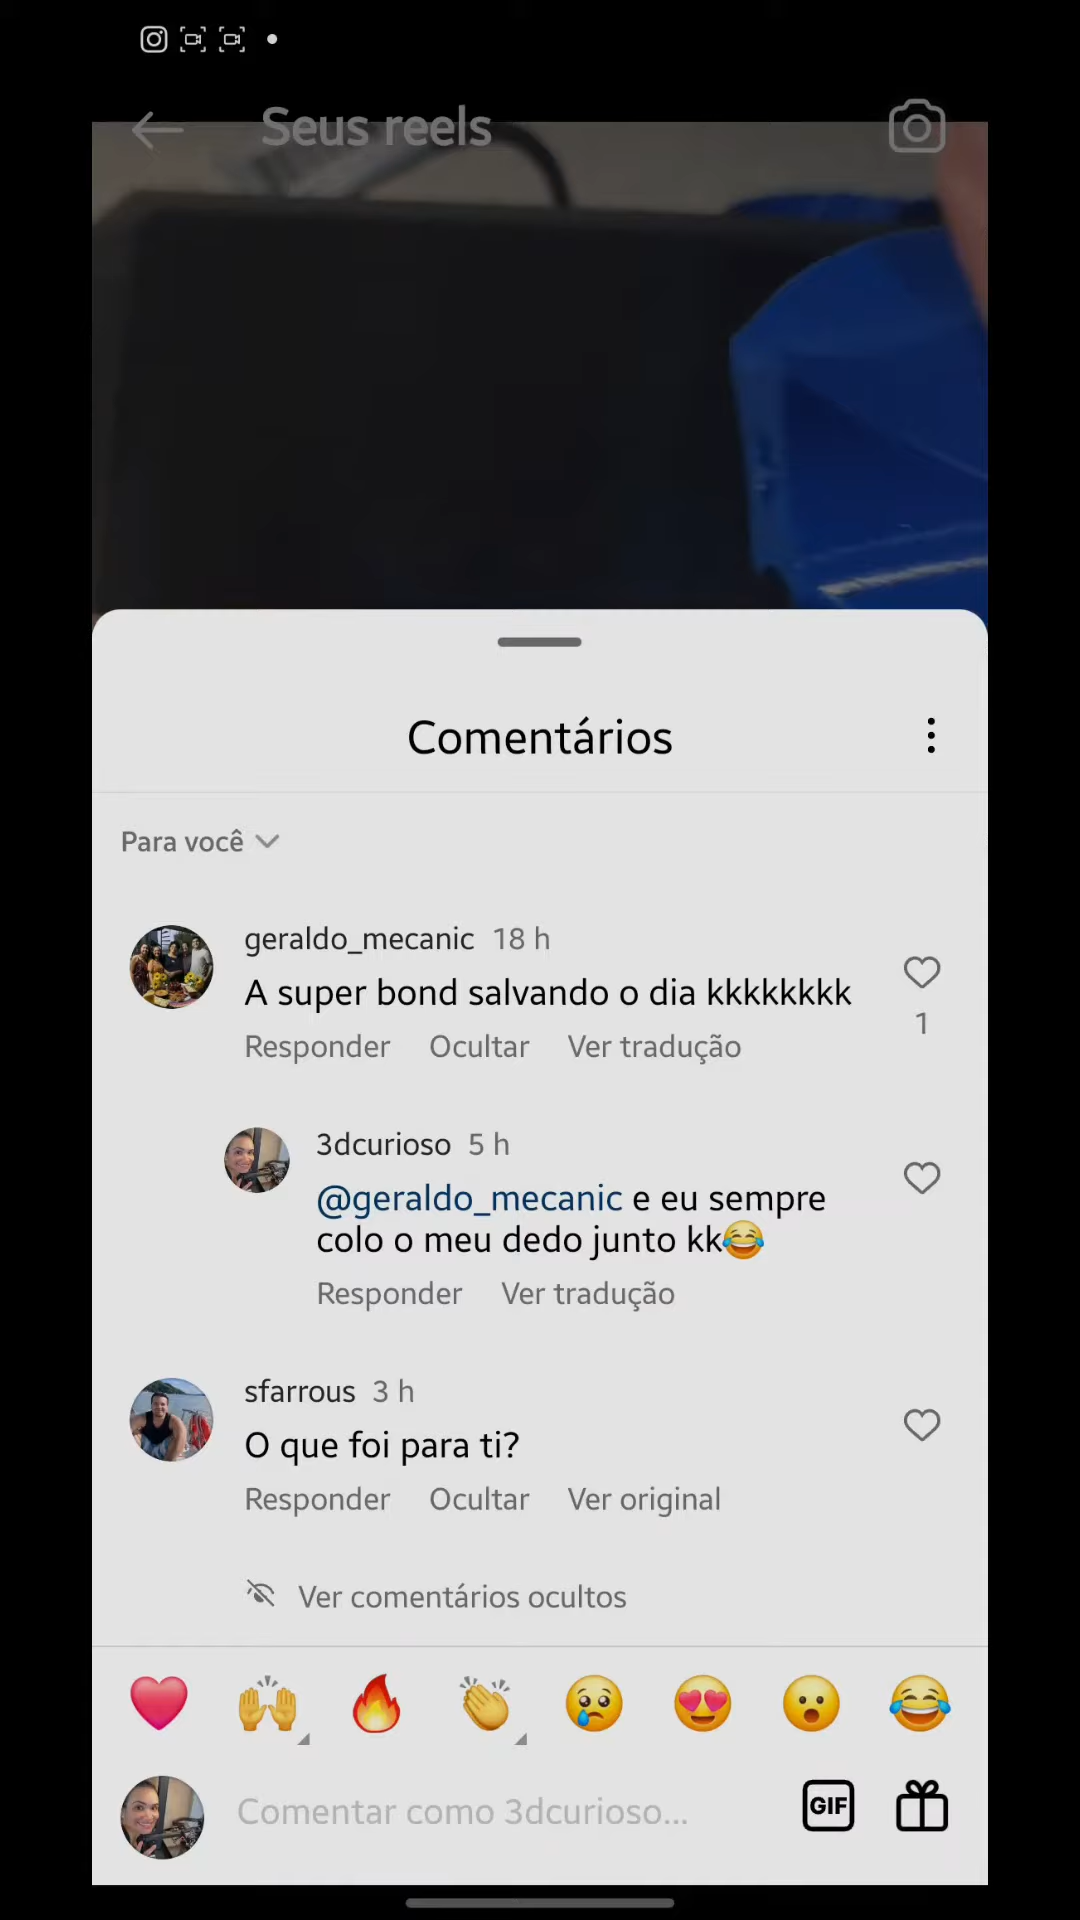 Seus reels
Comentários
Para você
geraldo_mecanic 18 h
A super bond salvando o dia kkkkkkkk
1
Responder Ocultar Ver tradução
3dcurioso 5 h
@geraldo_mecanic e eu sempre
colo o meu dedo junto kk😂
Responder Ver tradução
sfarrous 3 h
O que foi para ti?
Responder Ocultar Ver original
Ver comentários ocultos
Comentar como 3dcurioso...
GIF